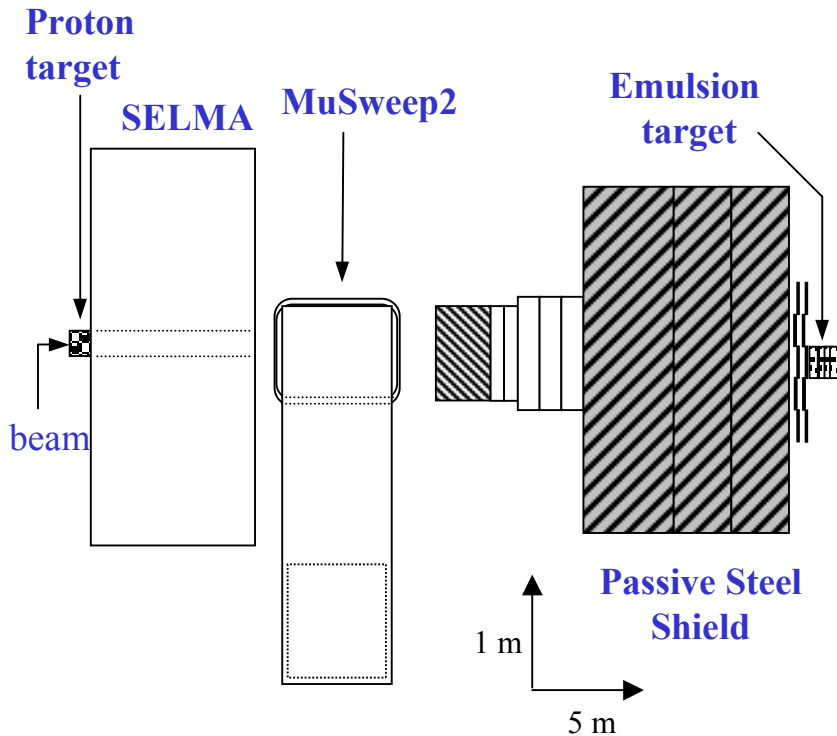 Proton
target
SELMA
MuSweep2
Emulsion
target
beam
Passive Steel
Shield
1 m
5 m